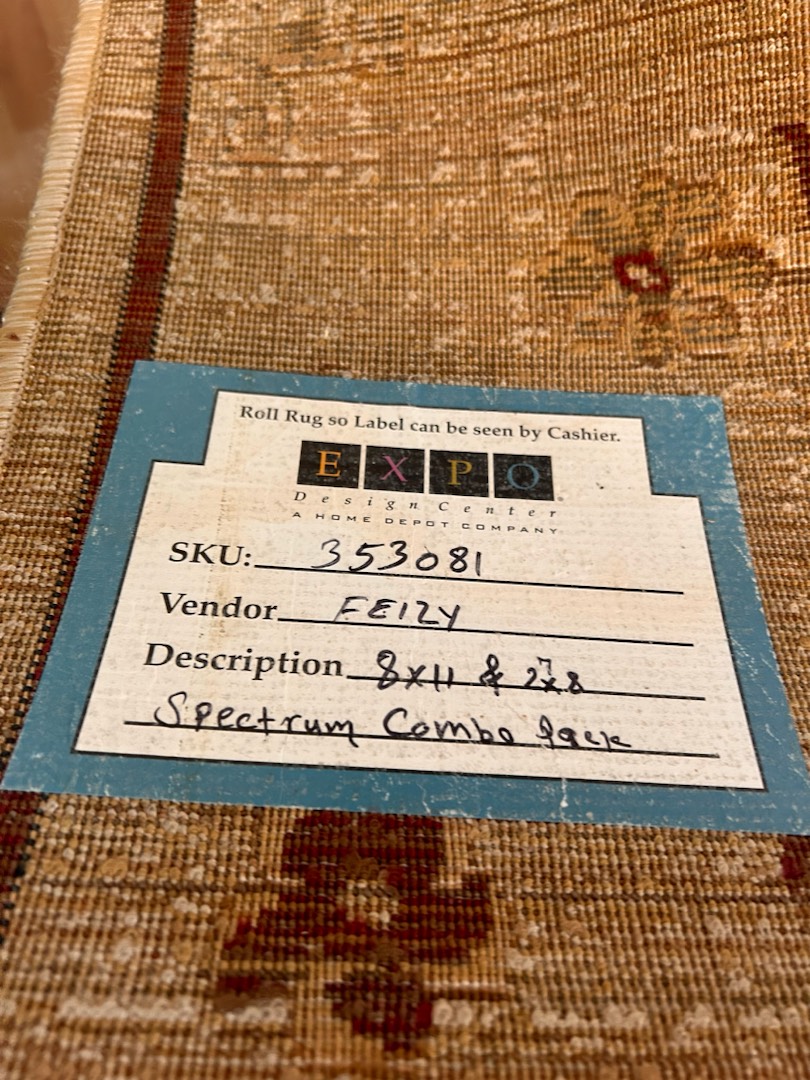 Roll Rug so Label can be seen by Cashier.
EXPO
Design Center
A HOME DEPOT COMPANY
SKU: 353081
Vendor FEIZY
Description 8x11 & 27x8
Spectrum Combo Pack